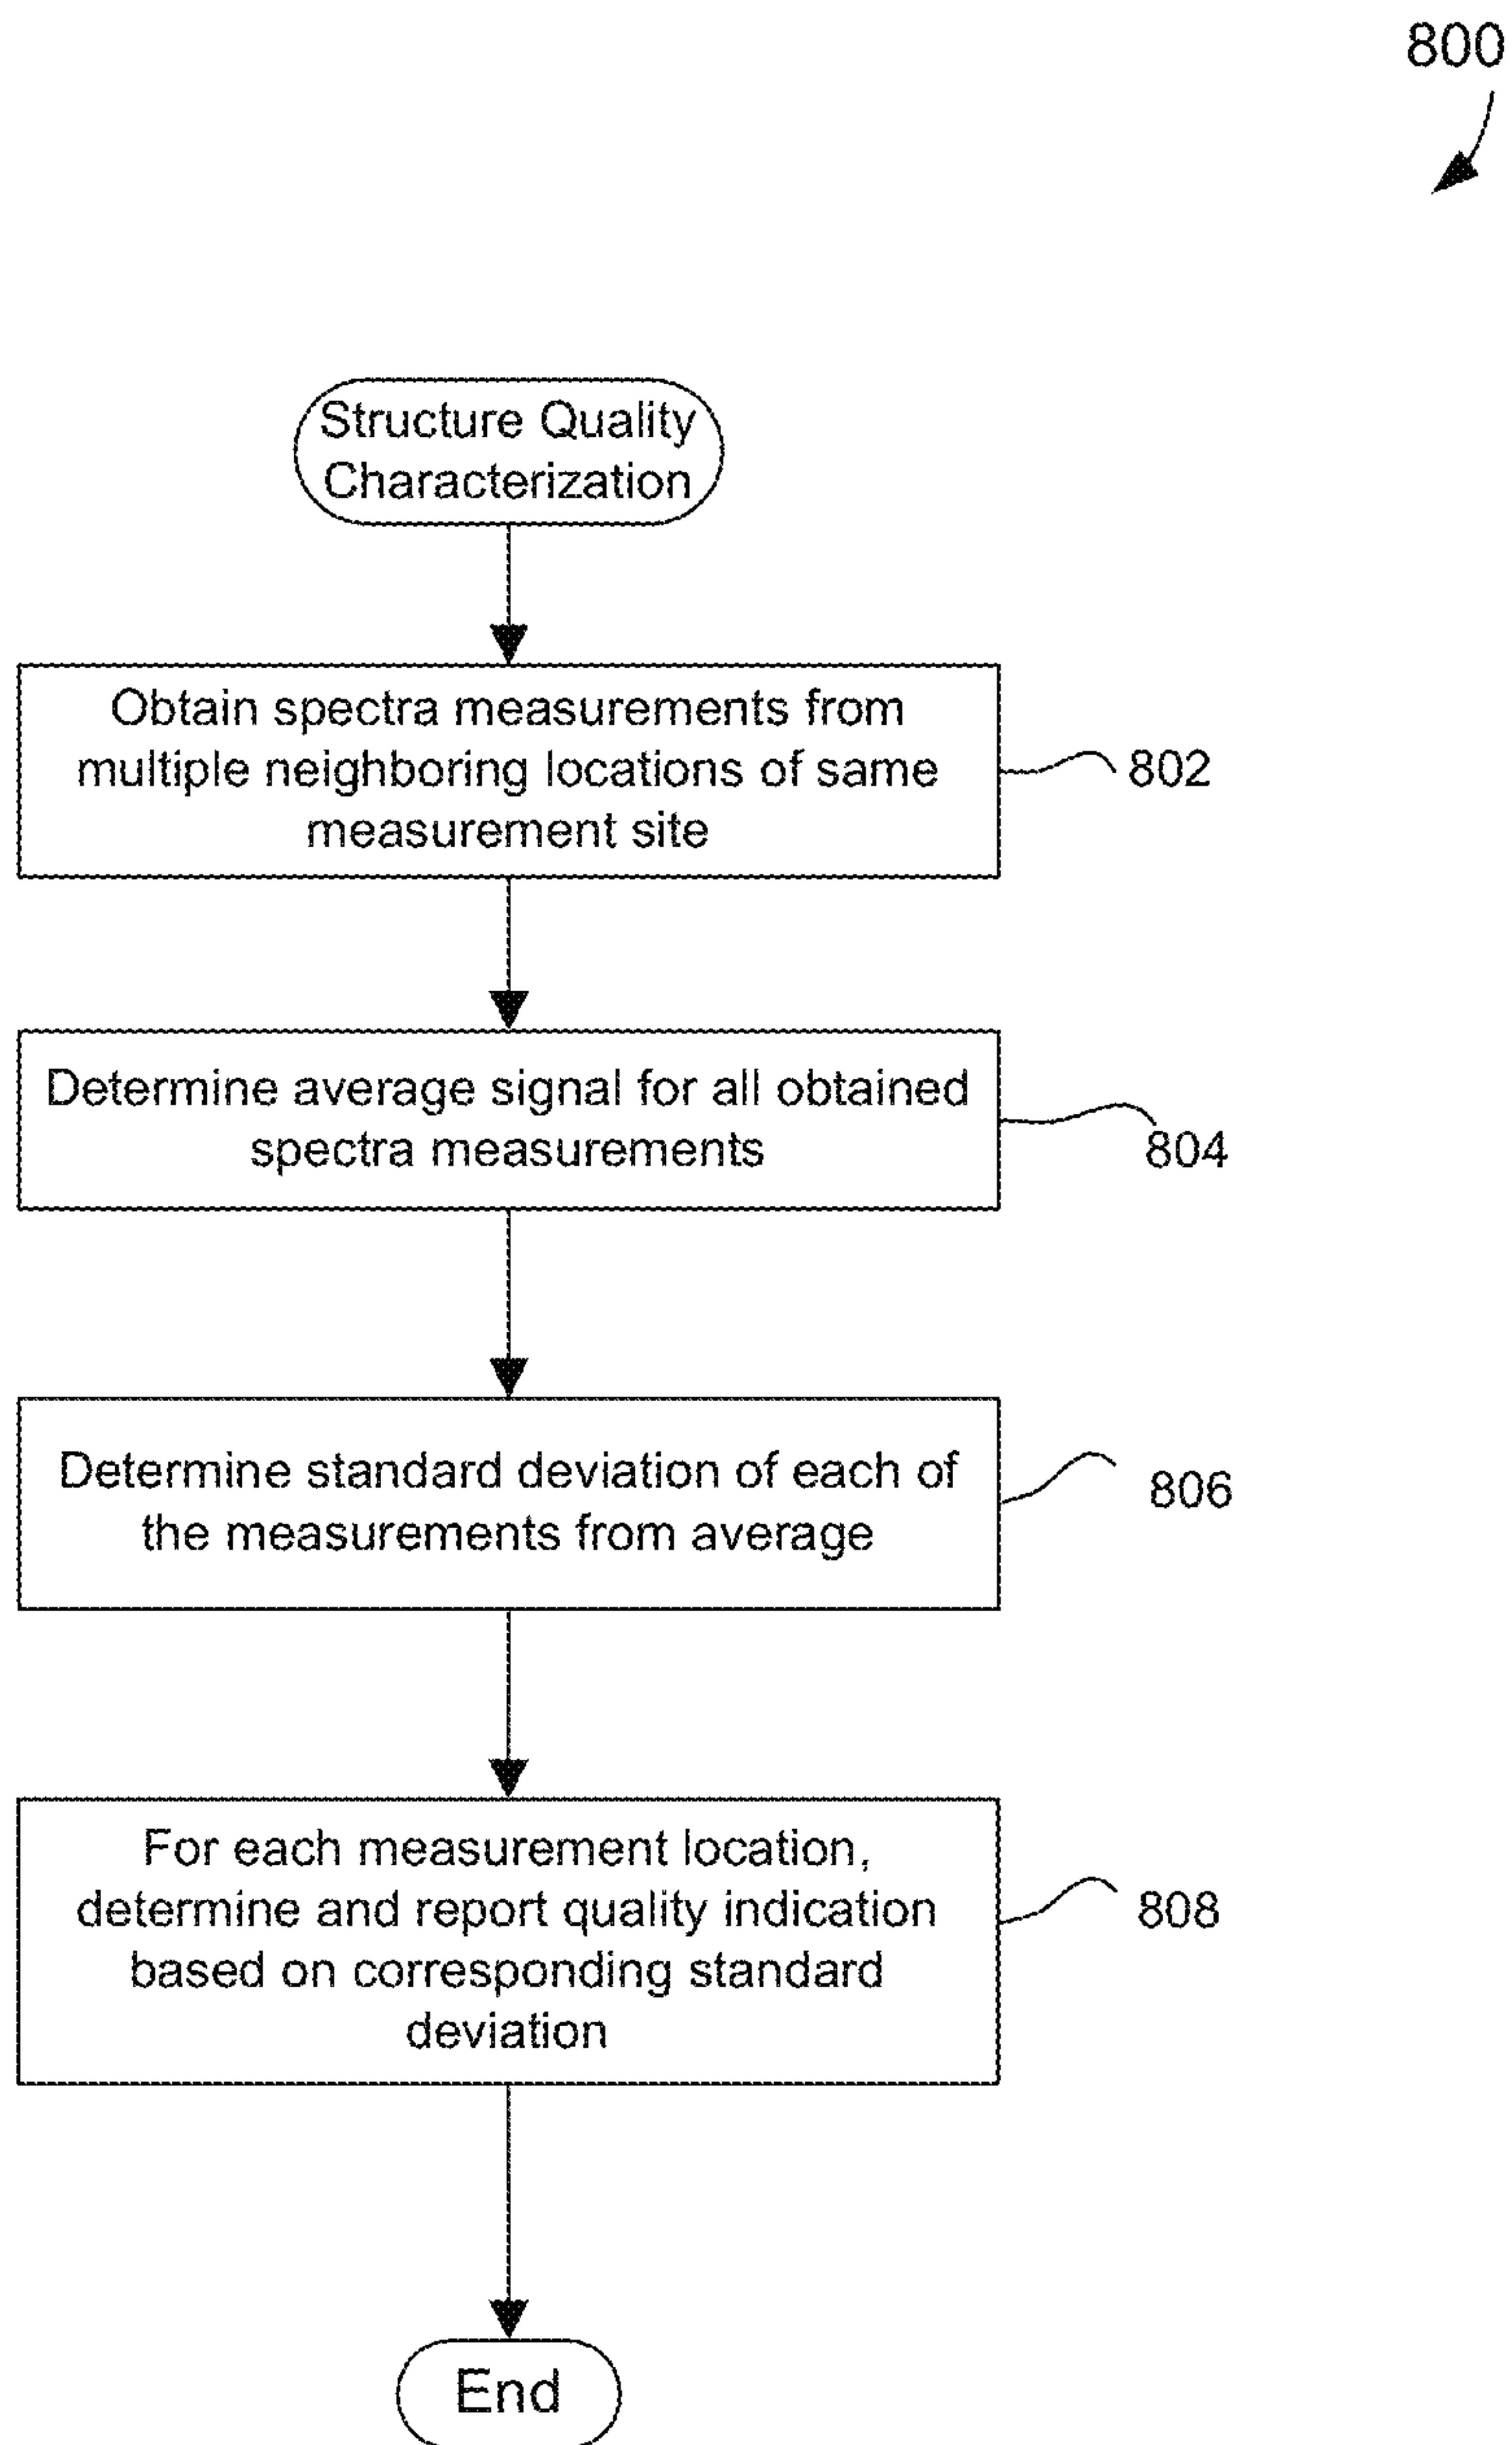 800
Structure Quality
Characterization
Obtain spectra measurements from
multiple neighboring locations of same
measurement site
802
Determine average signal for all obtained
spectra measurements
804
Determine standard deviation of each of
the measurements from average
806
For each measurement location,
determine and report quality indication
based on corresponding standard
deviation
808
End